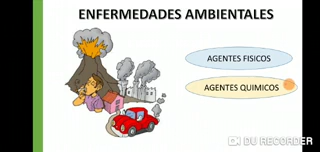 ENFERMEDADES AMBIENTALES
AGENTES FISICOS
AGENTES QUIMICOS
DU RECORDER